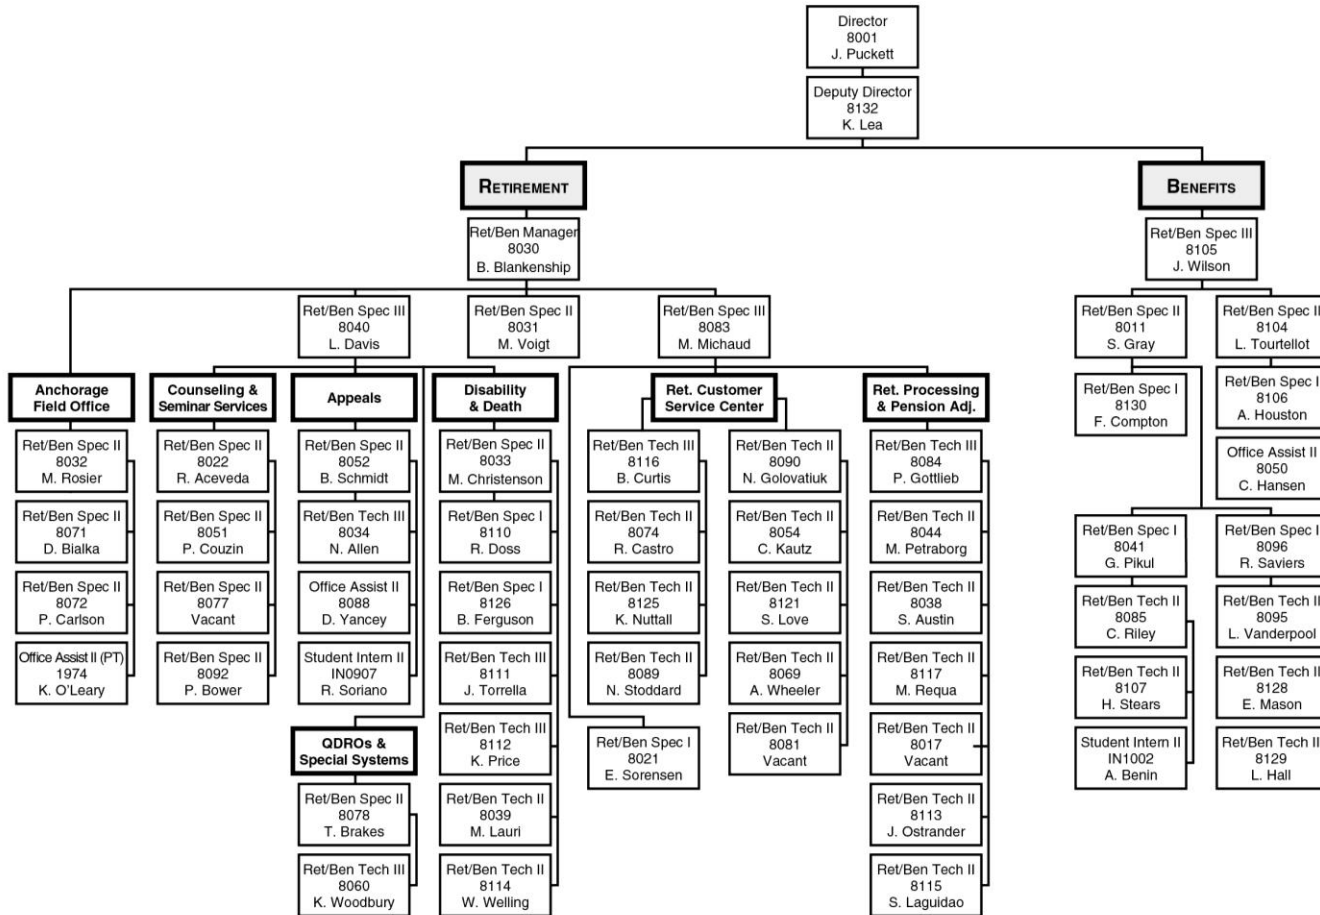 Director
8001
J. Puckett
Deputy Director
8132
K. Lea
RETIREMENT
BENEFITS
Ret/Ben Manager
8030
B. Blankenship
Ret/Ben Spec III
8105
J. Wilson
Ret/Ben Spec III
8040
L. Davis
Ret/Ben Spec II
8031
M. Voigt
Ret/Ben Spec III
8083
M. Michaud
Ret/Ben Spec II
8011
S. Gray
Ret/Ben Spec II
8104
L. Tourtellot
Anchorage
Field Office
Ret/Ben Spec II
8032
M. Rosier
Ret/Ben Spec II
8071
D. Bialka
Ret/Ben Spec II
8072
P. Carlson
Office Assist II (PT)
1974
K. O'Leary
Counseling &
Seminar Services
Ret/Ben Spec II
8022
R. Aceveda
Ret/Ben Spec II
8051
P. Couzin
Ret/Ben Spec II
8077
Vacant
Ret/Ben Spec II
8092
P. Bower
Appeals
Ret/Ben Spec II
8052
B. Schmidt
Ret/Ben Tech III
8034
N. Allen
Office Assist II
8088
D. Yancey
Student Intern II
IN0907
R. Soriano
QDROs &
Special Systems
Ret/Ben Spec II
8078
T. Brakes
Ret/Ben Tech III
8060
K. Woodbury
Disability
& Death
Ret/Ben Spec II
8033
M. Christenson
Ret/Ben Spec I
8110
R. Doss
Ret/Ben Spec I
8126
B. Ferguson
Ret/Ben Tech III
8111
J. Torrella
Ret/Ben Tech III
8112
K. Price
Ret/Ben Tech II
8039
M. Lauri
Ret/Ben Tech II
8114
W. Welling
Ret. Customer
Service Center
Ret/Ben Tech III
8116
B. Curtis
Ret/Ben Tech II
8074
R. Castro
Ret/Ben Tech II
8125
K. Nuttall
Ret/Ben Tech II
8089
N. Stoddard
Ret/Ben Spec I
8021
E. Sorensen
Ret/Ben Tech II
8090
N. Golovatiuk
Ret/Ben Tech II
8054
C. Kautz
Ret/Ben Tech II
8121
S. Love
Ret/Ben Tech II
8069
A. Wheeler
Ret/Ben Tech II
8081
Vacant
Ret. Processing
& Pension Adj.
Ret/Ben Tech III
8084
P. Gottlieb
Ret/Ben Tech II
8044
M. Petraborg
Ret/Ben Tech II
8038
S. Austin
Ret/Ben Tech II
8117
M. Requa
Ret/Ben Tech II
8017
Vacant
Ret/Ben Tech II
8113
J. Ostrander
Ret/Ben Tech II
8115
S. Laguidao
Ret/Ben Spec I
8130
F. Compton
Ret/Ben Spec I
8106
A. Houston
Office Assist II
8050
C. Hansen
Ret/Ben Spec I
8041
G. Pikul
Ret/Ben Tech II
8085
C. Riley
Ret/Ben Tech II
8107
H. Stears
Student Intern II
IN1002
A. Benin
Ret/Ben Spec I
8096
R. Saviers
Ret/Ben Tech II
8095
L. Vanderpool
Ret/Ben Tech II
8128
E. Mason
Ret/Ben Tech II
8129
L. Hall